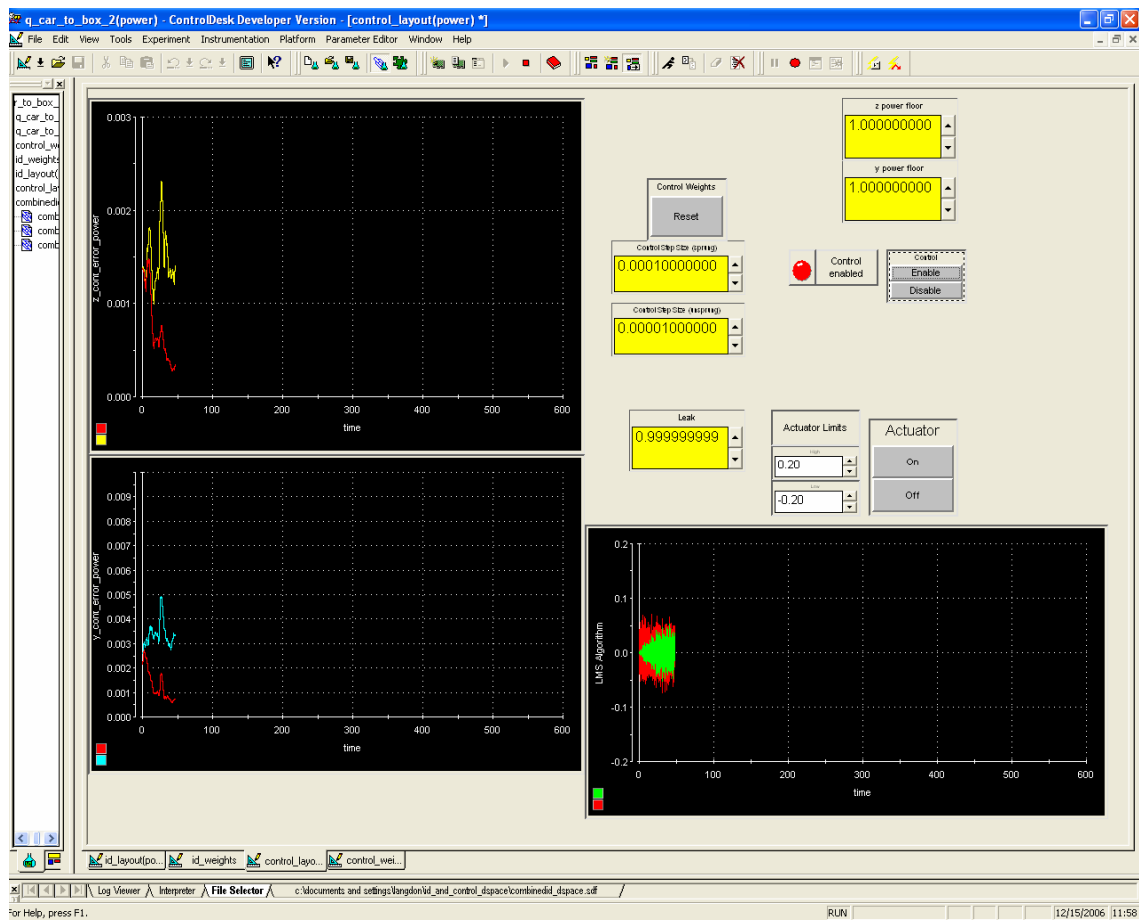 q_car_to_box_2(power) - ControlDesk Developer Version - [control_layout(power) *]
File Edit View Tools Experiment Instrumentation Platform Parameter Editor Window Help
r_to_box_
q_car_to_
q_car_to_
control_we
id_weights
id_layout(
control_lay
combinedi
comb
comb
comb
0.003
0.002
0.001
0.000
z_cont_error_power
0 100 200 300 400 500 600
time
0.009
0.008
0.007
0.006
0.005
0.004
0.003
0.002
0.001
0.000
y_cont_error_power
0 100 200 300 400 500 600
time
z power floor
1.000000000
y power floor
1.000000000
Control Weights
Reset
Control Step Size (sprung)
0.00010000000
Control Step Size (unsprung)
0.00001000000
Control enabled
Control
Enable
Disable
Leak
0.999999999
Actuator Limits
High
0.20
Low
-0.20
Actuator
On
Off
0.2
0.1
0.0
-0.1
-0.2
LMS Algorithm
0 100 200 300 400 500 600
time
id_layout(po... id_weights control_layo... control_wei...
Log Viewer Interpreter File Selector c:\documents and settings\langdon\id_and_control_dspace\combinedid_dspace.sdf
For Help, press F1. RUN 12/15/2006 11:58